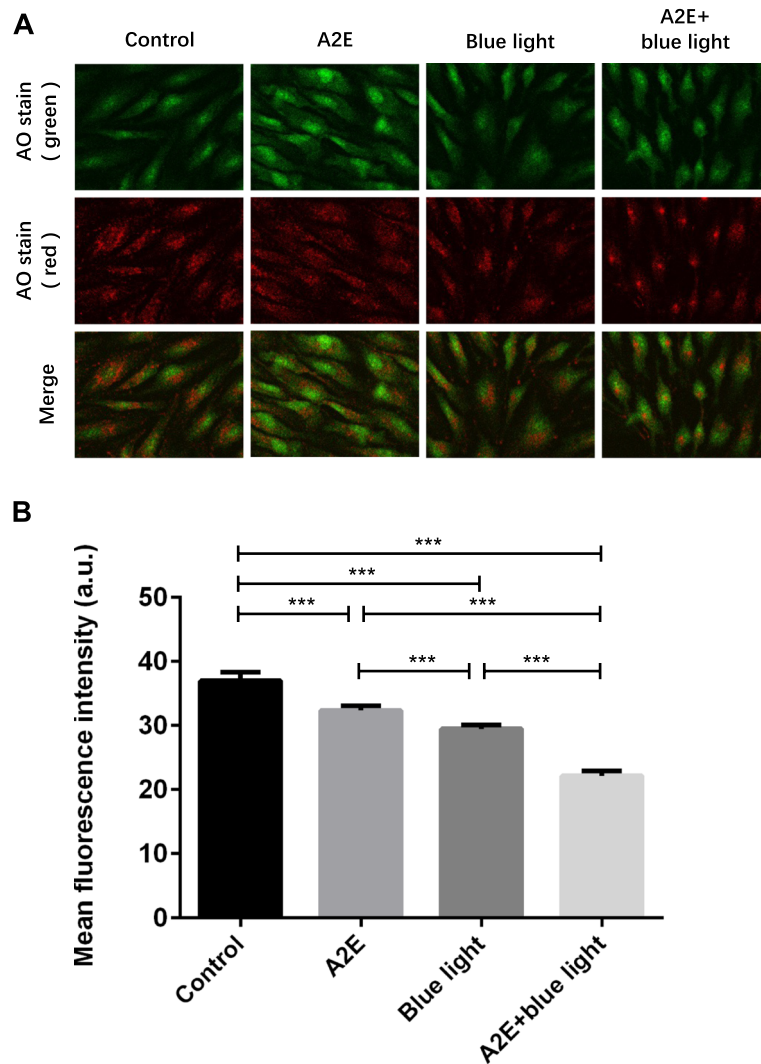 A
Control
A2E
Blue light
A2E+
blue light
AO stain
( green )
AO stain
( red )
Merge
B
Mean fluorescence intensity (a.u.)
50
40
30
20
10
0
***
***
***
***
***
***
Control
A2E
Blue light
A2E+blue light